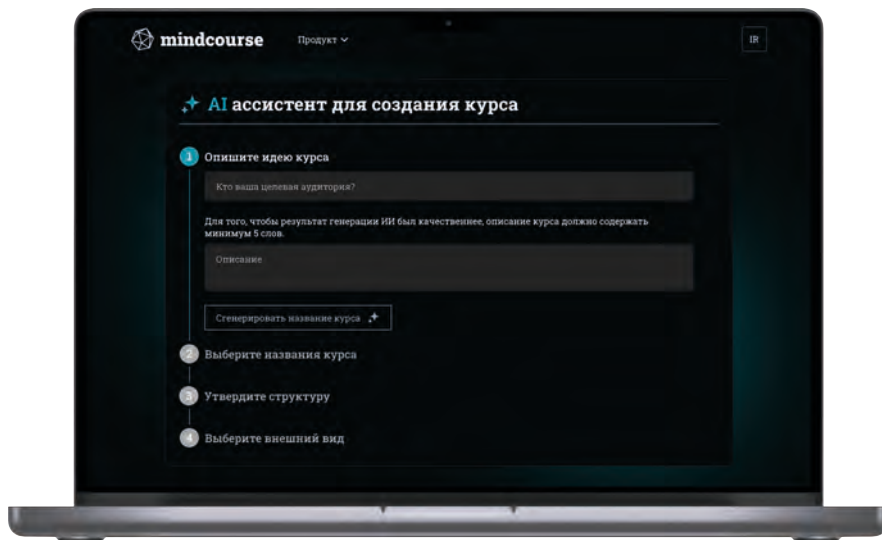 mindcourse
Продукт
IR
AI ассистент для создания курса
1
Опишите идею курса
Кто ваша целевая аудитория?
Для того, чтобы результат генерации ИИ был качественнее, описание курса должно содержать
минимум 5 слов.
Описание
Сгенерировать название курса
2
Выберите названия курса
3
Утвердите структуру
4
Выберите внешний вид